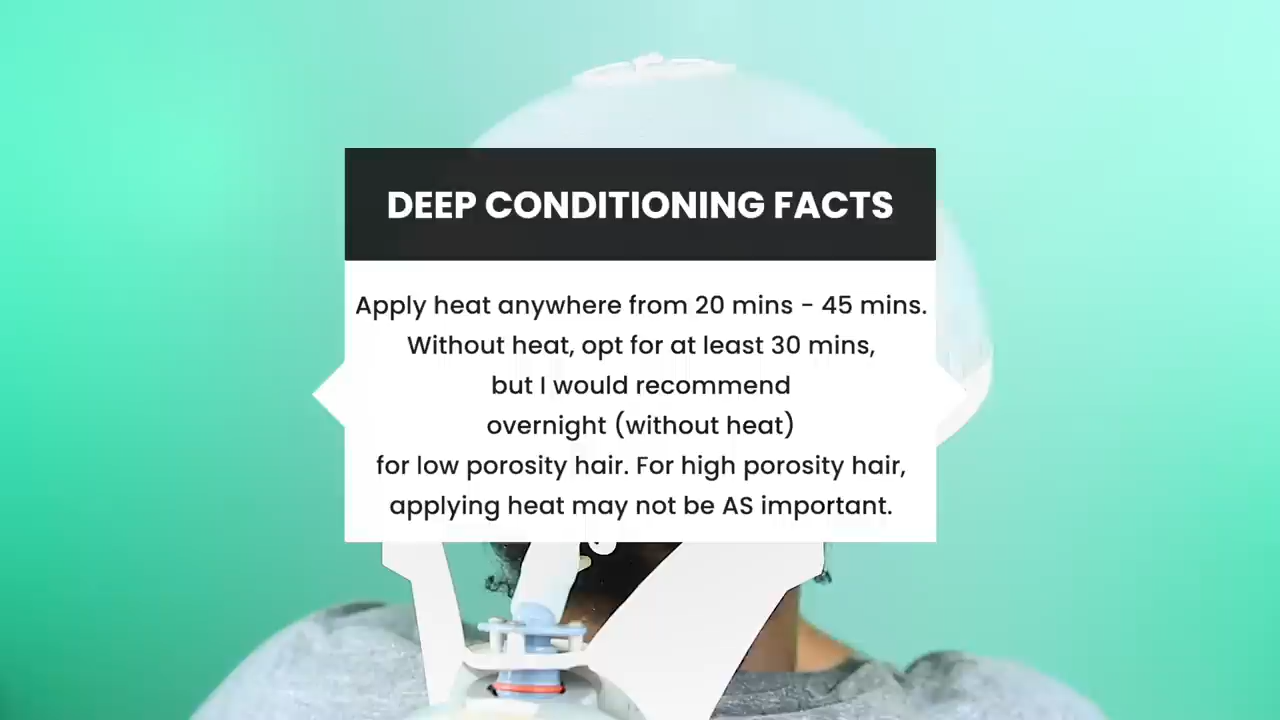 DEEP CONDITIONING FACTS
Apply heat anywhere from 20 mins - 45 mins.
Without heat, opt for at least 30 mins,
but I would recommend
overnight (without heat)
for low porosity hair. For high porosity hair,
applying heat may not be AS important.